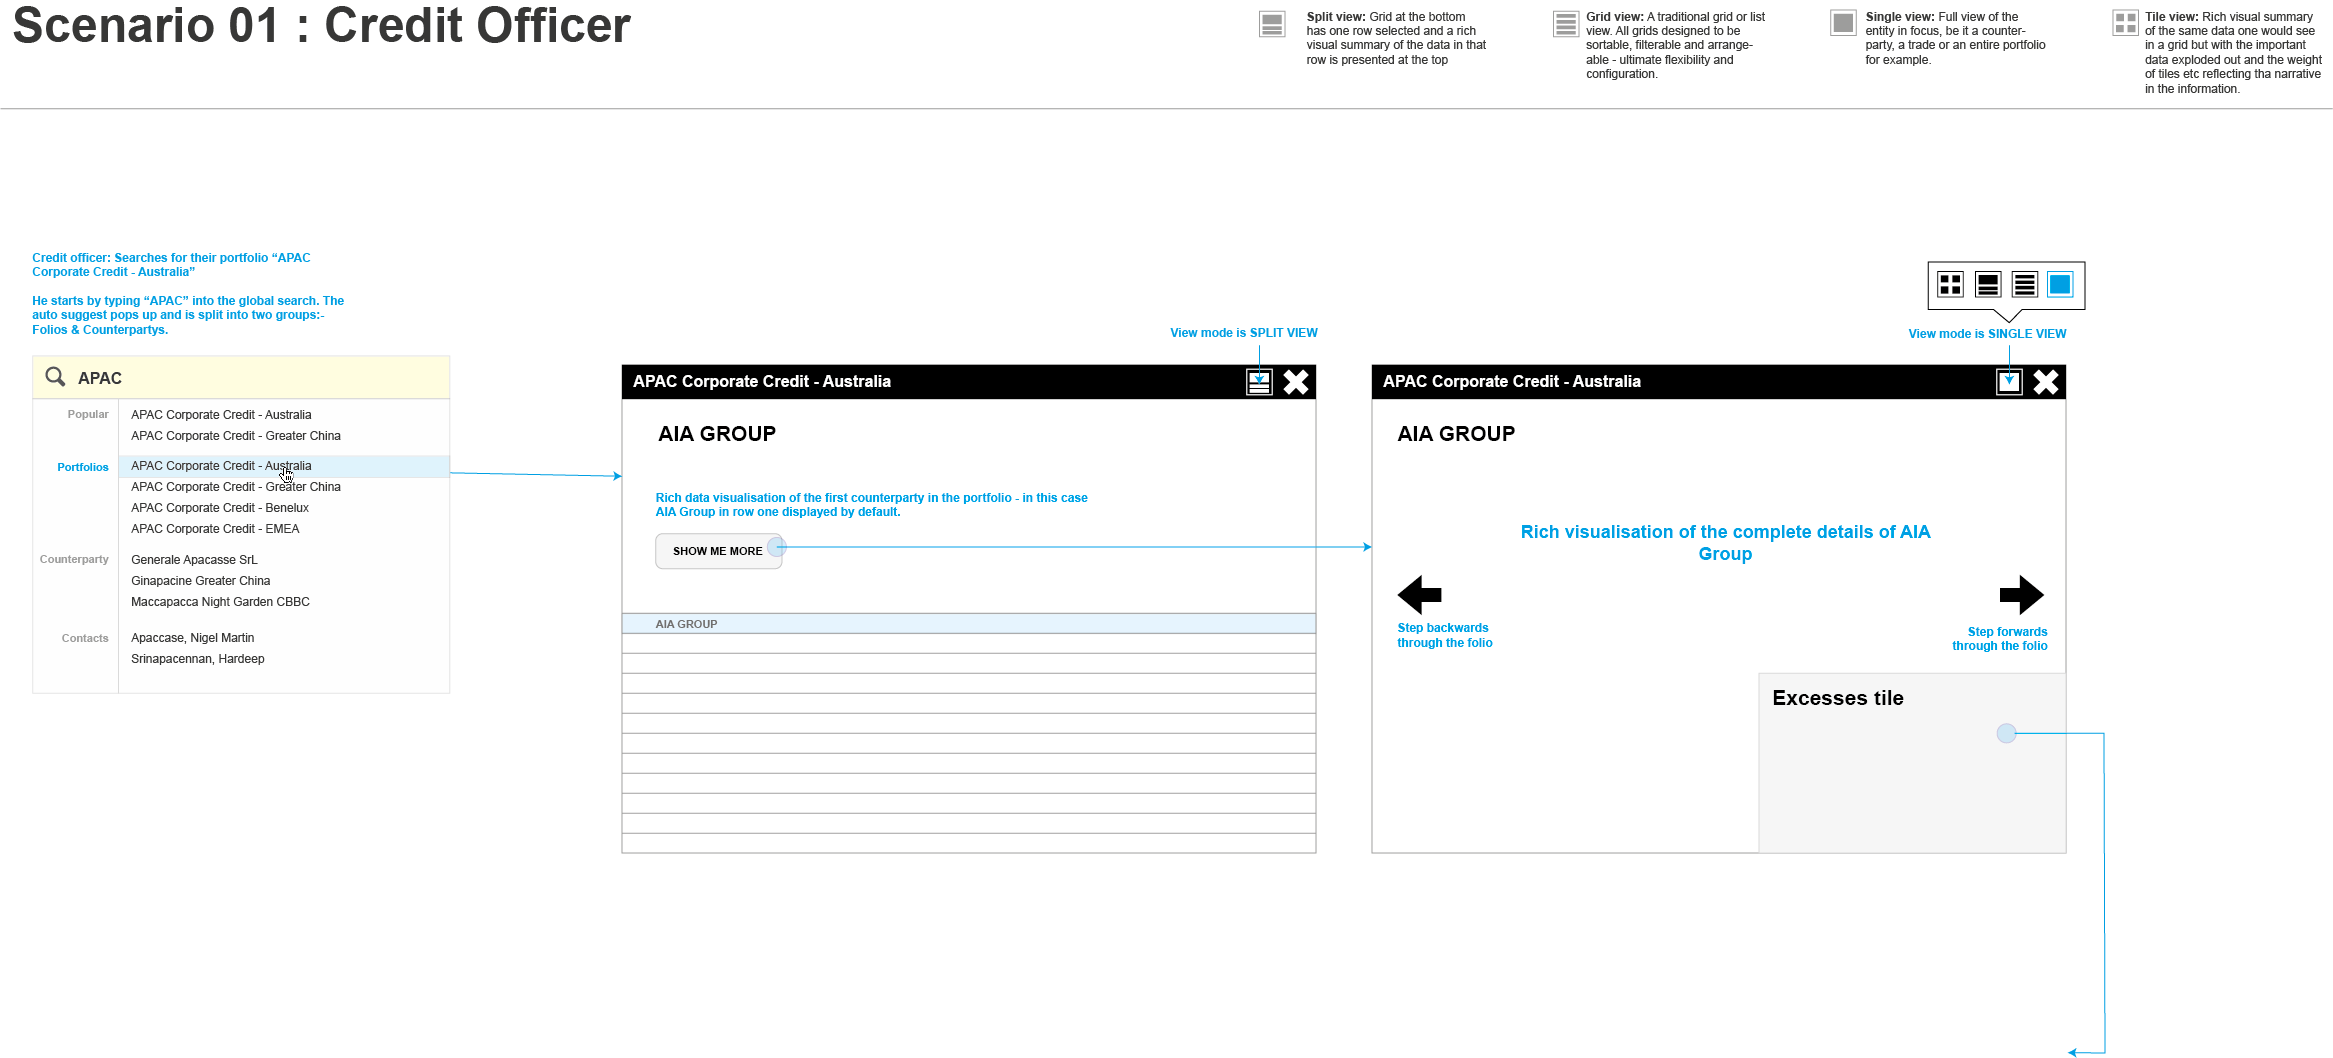 Scenario 01 : Credit Officer
Split view: Grid at the bottom
has one row selected and a rich
visual summary of the data in that
row is presented at the top
Grid view: A traditional grid or list
view. All grids designed to be
sortable, filterable and arrange-
able - ultimate flexibility and
configuration.
Single view: Full view of the
entity in focus, be it a counter-
party, a trade or an entire portfolio
for example.
Tile view: Rich visual summary
of the same data one would see
in a grid but with the important
data exploded out and the weight
of tiles etc reflecting tha narrative
in the information.
Credit officer: Searches for their portfolio “APAC
Corporate Credit - Australia”
He starts by typing “APAC” into the global search. The
auto suggest pops up and is split into two groups:-
Folios & Counterpartys.
APAC
Popular
APAC Corporate Credit - Australia
APAC Corporate Credit - Greater China
Portfolios
APAC Corporate Credit - Australia
APAC Corporate Credit - Greater China
APAC Corporate Credit - Benelux
APAC Corporate Credit - EMEA
Counterparty
Generale Apacasse SrL
Ginapacine Greater China
Maccapacca Night Garden CBBC
Contacts
Apaccase, Nigel Martin
Srinapacennan, Hardeep
View mode is SPLIT VIEW
APAC Corporate Credit - Australia
AIA GROUP
Rich data visualisation of the first counterparty in the portfolio - in this case
AIA Group in row one displayed by default.
SHOW ME MORE
AIA GROUP
View mode is SINGLE VIEW
APAC Corporate Credit - Australia
AIA GROUP
Rich visualisation of the complete details of AIA
Group
Step backwards
through the folio
Step forwards
through the folio
Excesses tile